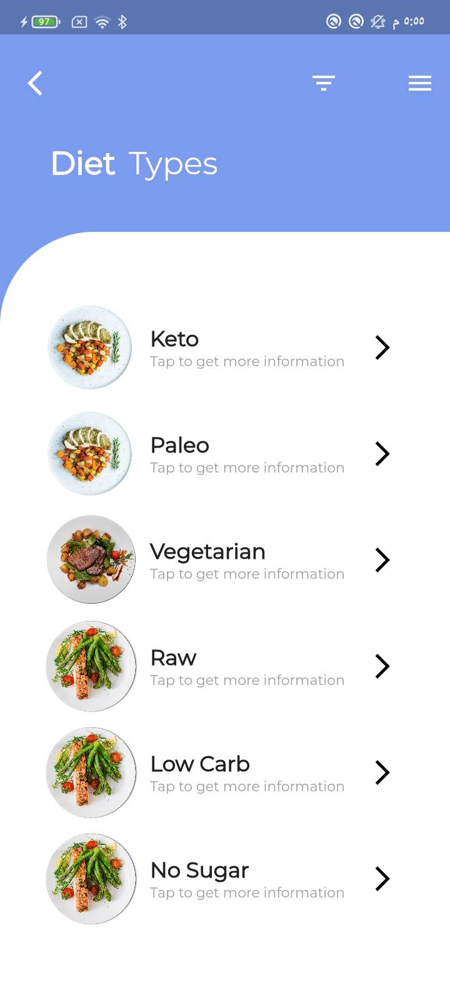 97
م ٥:٥٥
Diet Types
Keto
Tap to get more information
Paleo
Tap to get more information
Vegetarian
Tap to get more information
Raw
Tap to get more information
Low Carb
Tap to get more information
No Sugar
Tap to get more information